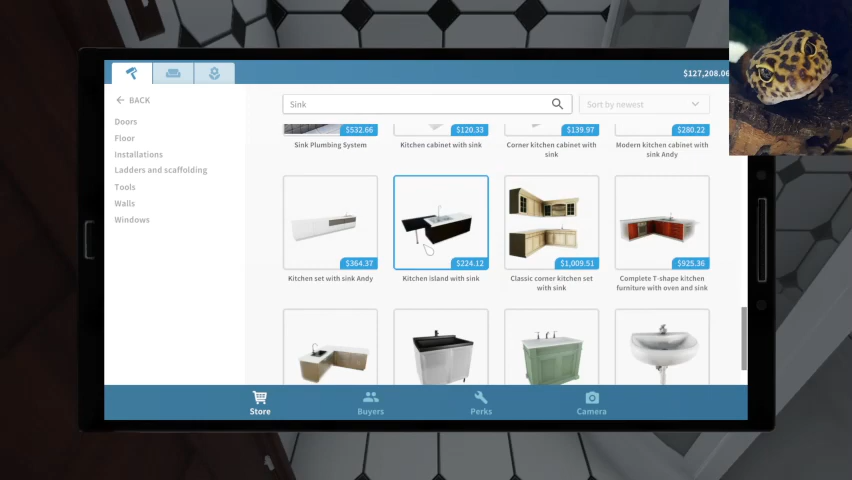 $127,208.06
BACK
Doors
Floor
Installations
Ladders and scaffolding
Tools
Walls
Windows
Sink
Sort by newest
$532.66
$120.33
$139.97
$280.22
Sink Plumbing System
Kitchen cabinet with sink
Corner kitchen cabinet with
sink
Modern kitchen cabinet with
sink Andy
$364.37
$224.12
$1,009.51
$925.36
Kitchen set with sink Andy
Kitchen island with sink
Classic corner kitchen set
with sink
Complete T-shape kitchen
furniture with oven and sink
Store
Buyers
Perks
Camera